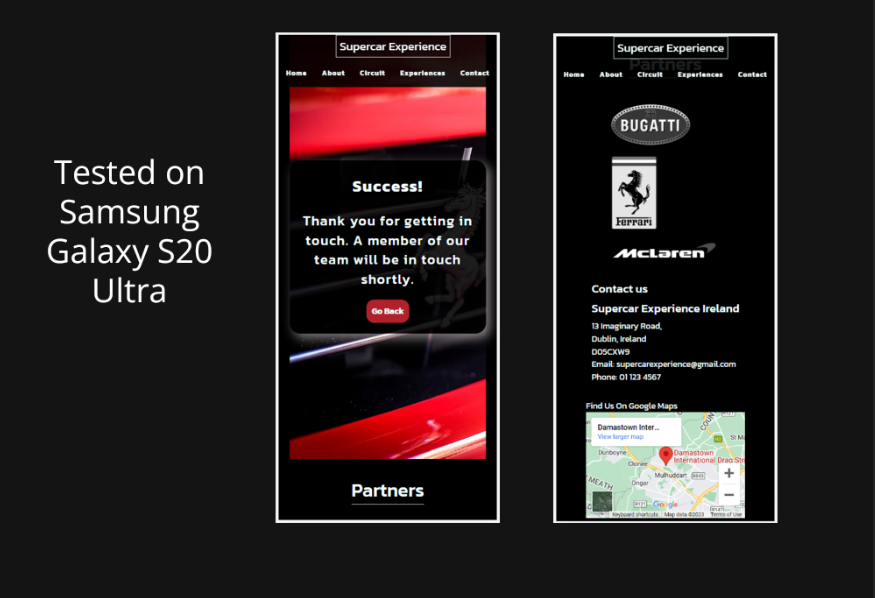 Tested on
Samsung
Galaxy S20
Ultra
Supercar Experience
Home About Circuit Experiences Contact
Success!
Thank you for getting in
touch. A member of our
team will be in touch
shortly.
Go Back
Partners
Supercar Experience
Partners
Home About Circuit Experiences Contact
BUGATTI
Ferrari
McLaren
Contact us
Supercar Experience Ireland
13 Imaginary Road,
Dublin, Ireland
D05CXW9
Email: supercarexperience@gmail.com
Phone: 01 123 4567
Find Us On Google Maps
Damastown Inter...
View larger map
COUN
N2
St M
Dunboyne
Damastown
International Drag Stri
Clonee
Mulhuddart
MEATH
Ongar
Google
Keyboard shortcuts Map data ©2023 Terms of Use